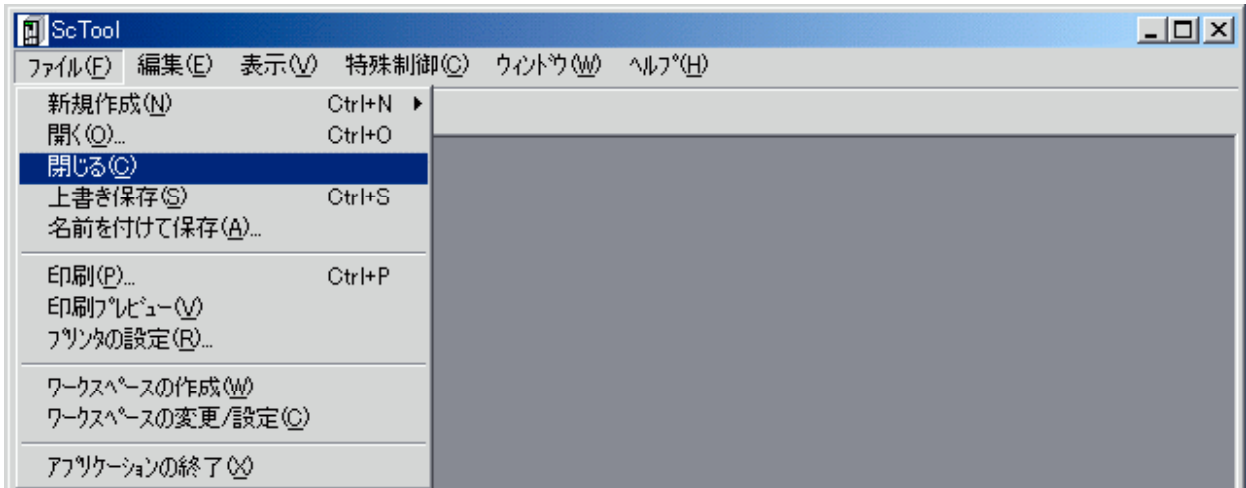 ScTool
ﾌｧｲﾙ(F) 編集(E) 表示(V) 特殊制御(C) ｳｨﾝﾄﾞｳ(W) ﾍﾙﾌﾟ(H)
新規作成(N) Ctrl+N
開く(O)... Ctrl+O
閉じる(C)
上書き保存(S) Ctrl+S
名前を付けて保存(A)...
印刷(P)... Ctrl+P
印刷ﾌﾟﾚﾋﾞｭｰ(V)
ﾌﾟﾘﾝﾀの設定(R)...
ﾜｰｸｽﾍﾟｰｽの作成(W)
ﾜｰｸｽﾍﾟｰｽの変更/設定(C)
ｱﾌﾟﾘｹｰｼｮﾝの終了(X)